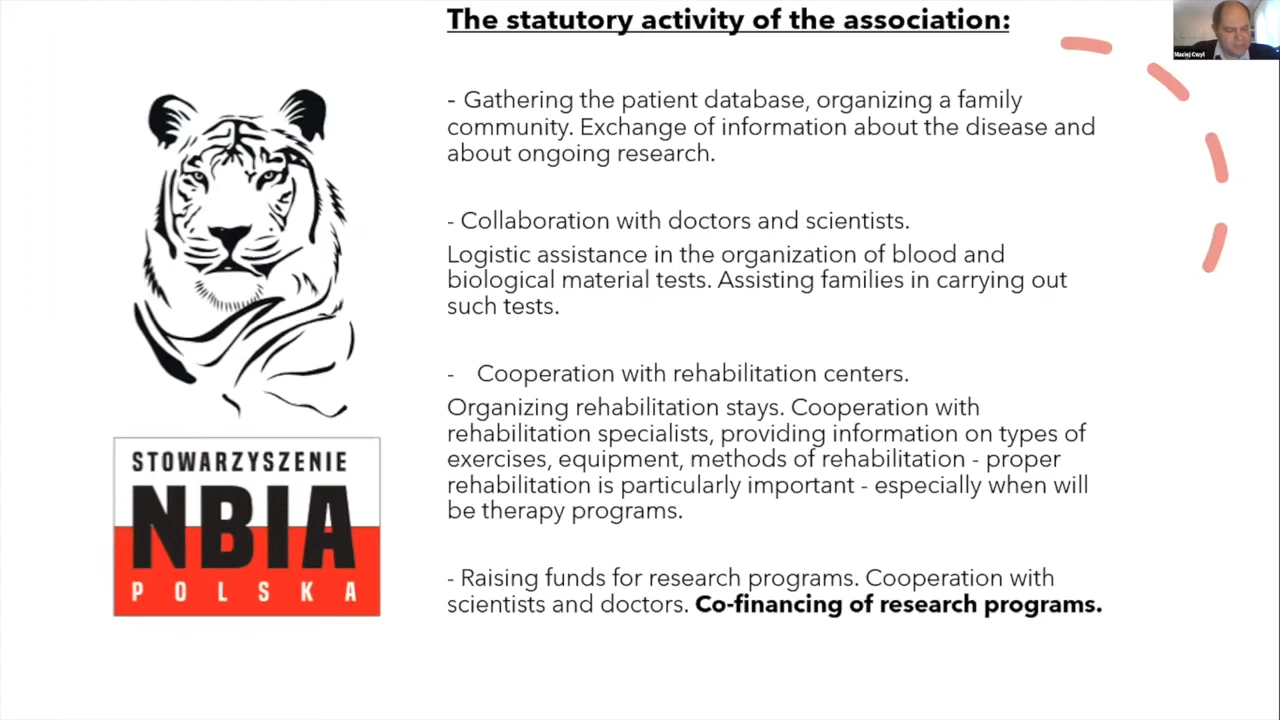 The statutory activity of the association:
Maciej Cwyl
- Gathering the patient database, organizing a family
community. Exchange of information about the disease and
about ongoing research.
- Collaboration with doctors and scientists.
Logistic assistance in the organization of blood and
biological material tests. Assisting families in carrying out
such tests.
- Cooperation with rehabilitation centers.
Organizing rehabilitation stays. Cooperation with
rehabilitation specialists, providing information on types of
exercises, equipment, methods of rehabilitation - proper
rehabilitation is particularly important - especially when will
be therapy programs.
- Raising funds for research programs. Cooperation with
scientists and doctors. Co-financing of research programs.
STOWARZYSZENIE
NBIA
POLSKA